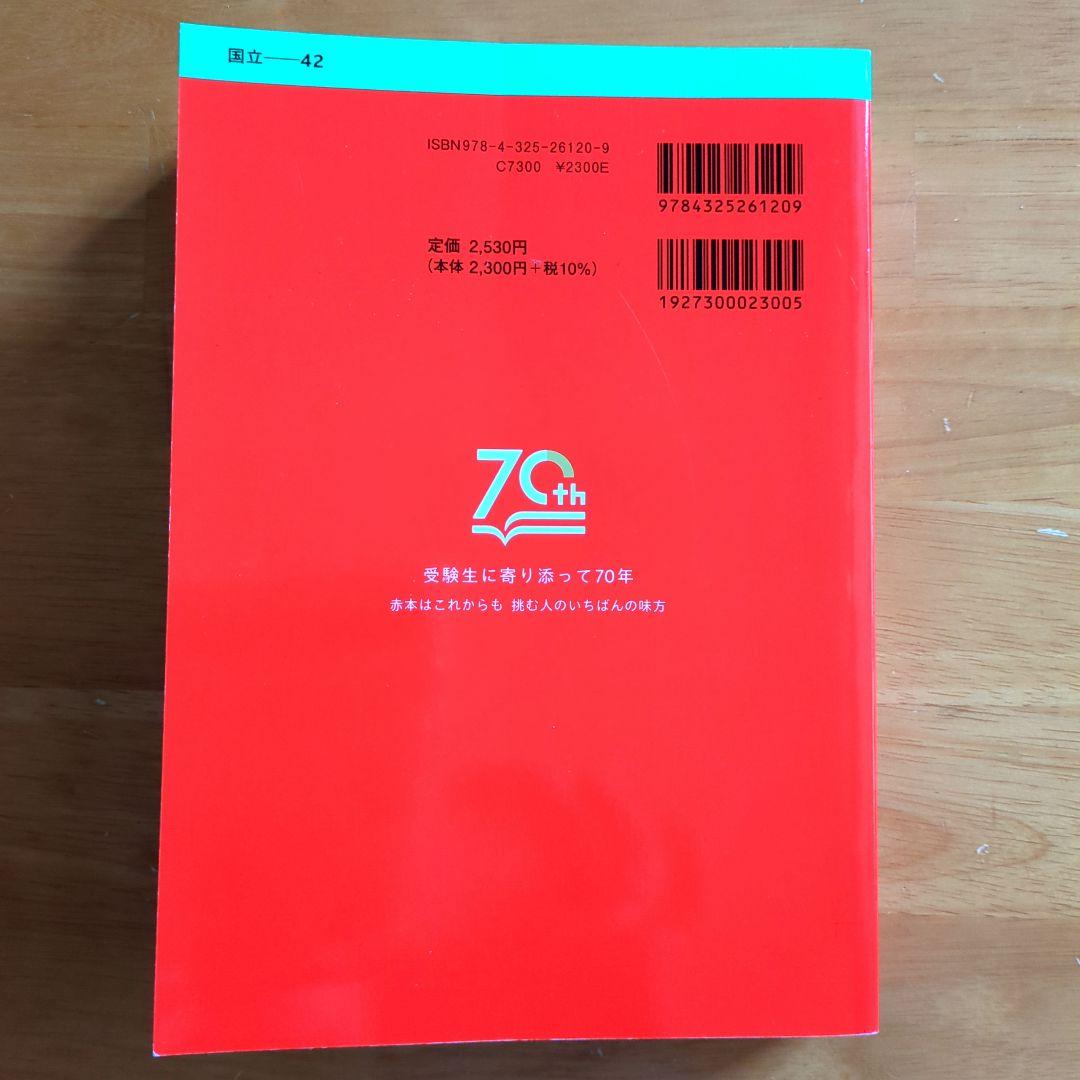 国立——42
ISBN978-4-325-26120-9
C7300 ¥2300E
9784325261209
定価 2,530円
(本体 2,300円+税10%)
1927300023005
70th
受験生に寄り添って70年
赤本はこれからも 挑む人のいちばんの味方